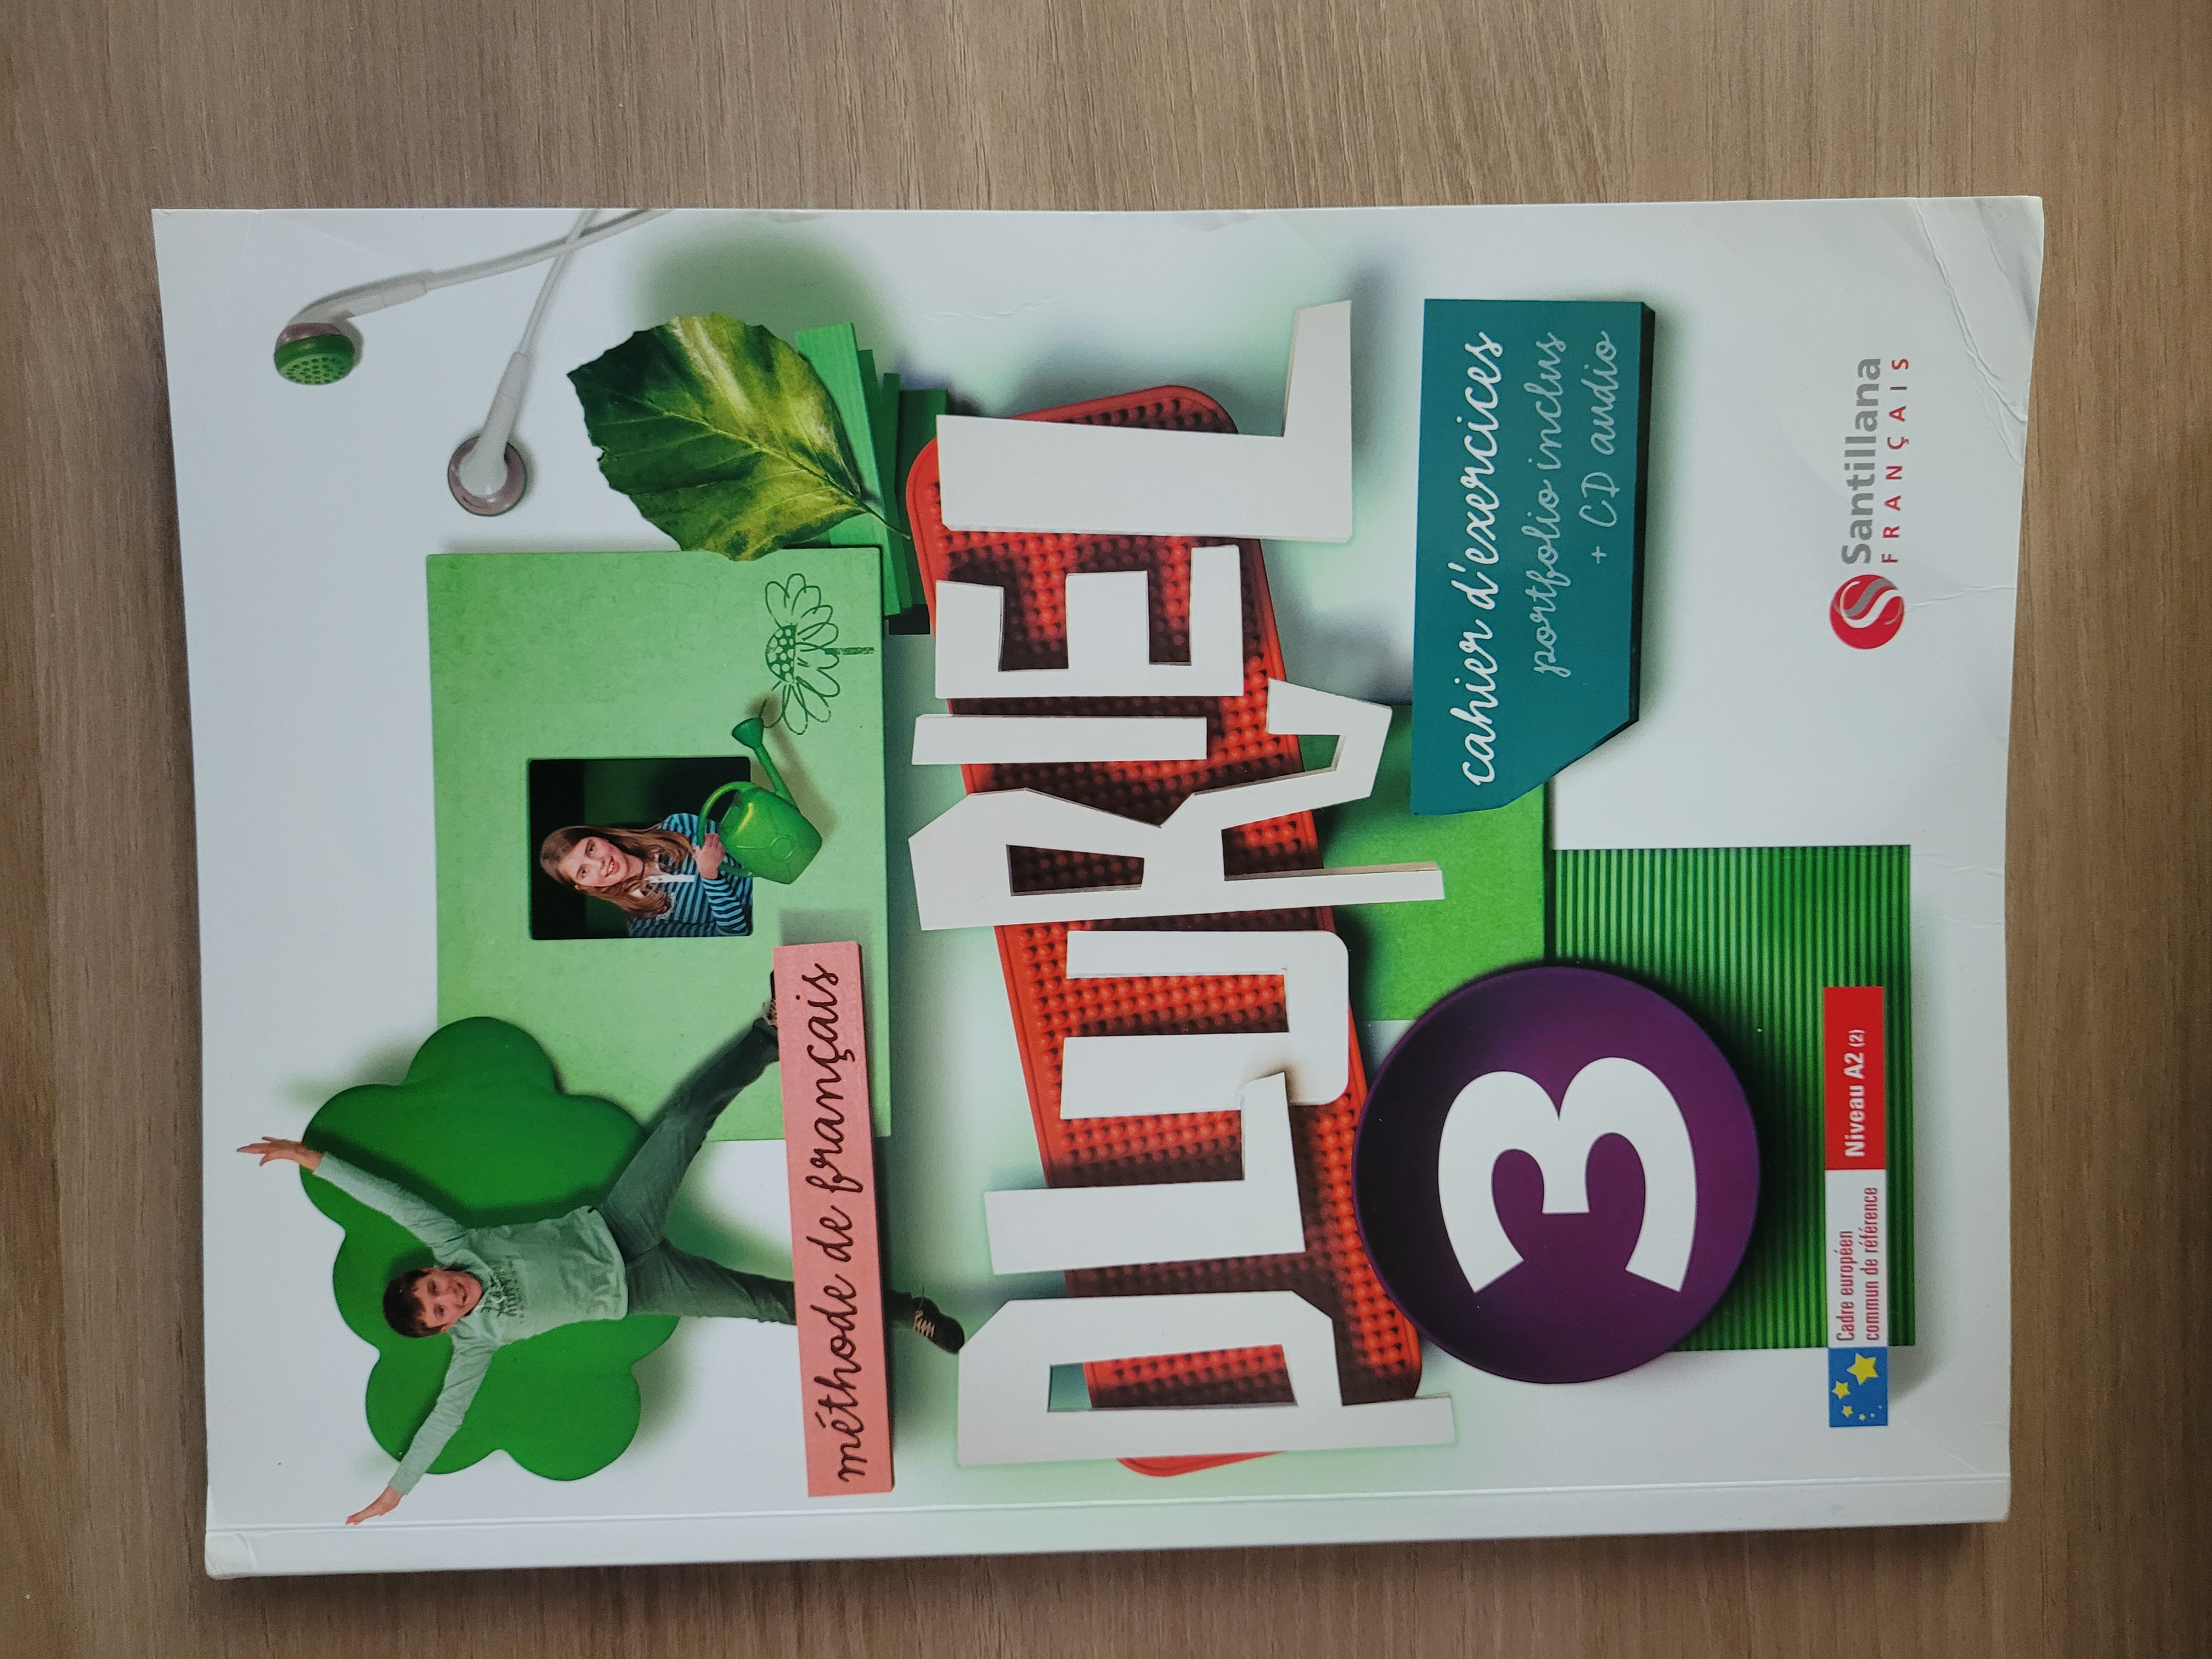 méthode de français
PLURIEL
3
cahier d'exercices
portfolio inclus
+ CD audio
Cadre européen
commun de référence
Niveau A2 (2)
Santillana
FRANÇAIS